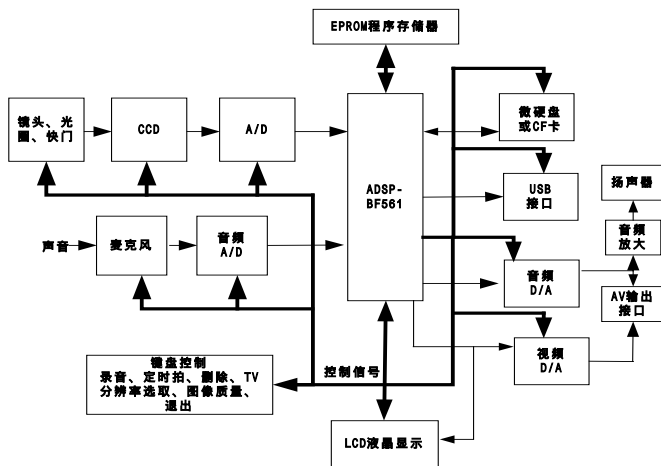 EPROM程序存储器
镜头、光
圈、快门
CCD
A/D
ADSP-
BF561
微硬盘
或CF卡
USB
接口
扬声器
声音
麦克风
音频
A/D
音频
放大
音频
D/A
AV输出
接口
视频
D/A
键盘控制
录音、定时拍、删除、TV
分辨率选取、图像质量、
退出
控制信号
LCD液晶显示